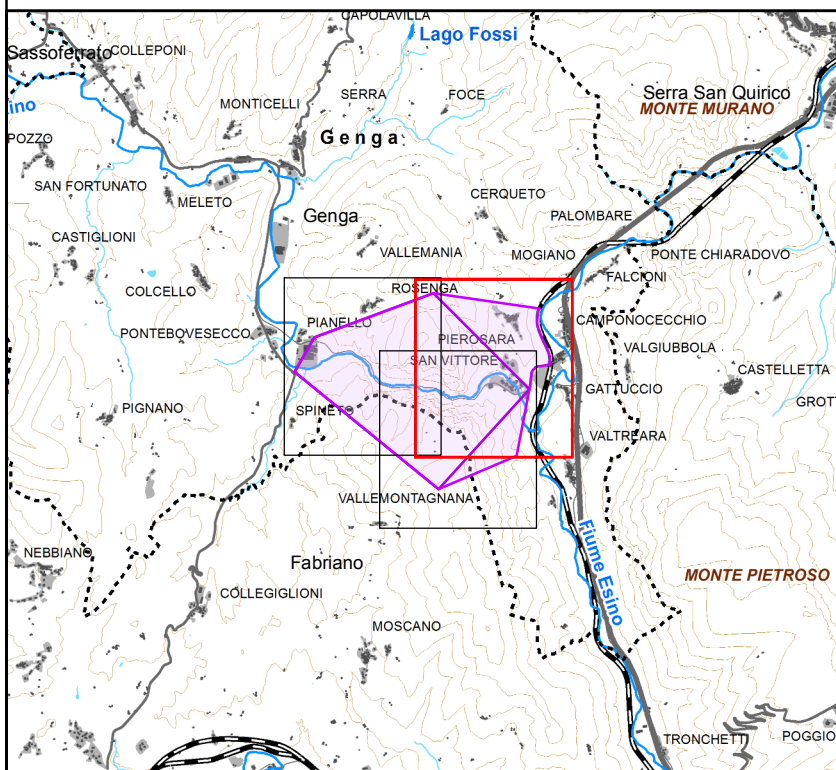 CAPOLAVILLA
Lago Fossi
Sassoferrato
COLLEPONI
Serra San Quirico
MONTE MURANO
SERRA
FOCE
MONTICELLI
ino
Genga
POZZO
SAN FORTUNATO
MELETO
CERQUETO
Genga
PALOMBARE
CASTIGLIONI
VALLEMANIA
MOGIANO
PONTE CHIARADOVO
FALCIONI
COLCELLO
ROSENGA
PIANELLO
CAMPONOCECCHIO
PONTEBOVESECCO
PIEROSARA
VALGIUBBOLA
SAN VITTORE
CASTELLETTA
GATTUCCIO
GROTT
PIGNANO
SPINETO
VALTREARA
VALLEMONTAGNANA
NEBBIANO
Fabriano
Fiume Esino
MONTE PIETROSO
COLLEGIGLIONI
MOSCANO
TRONCHETTI
POGGIO